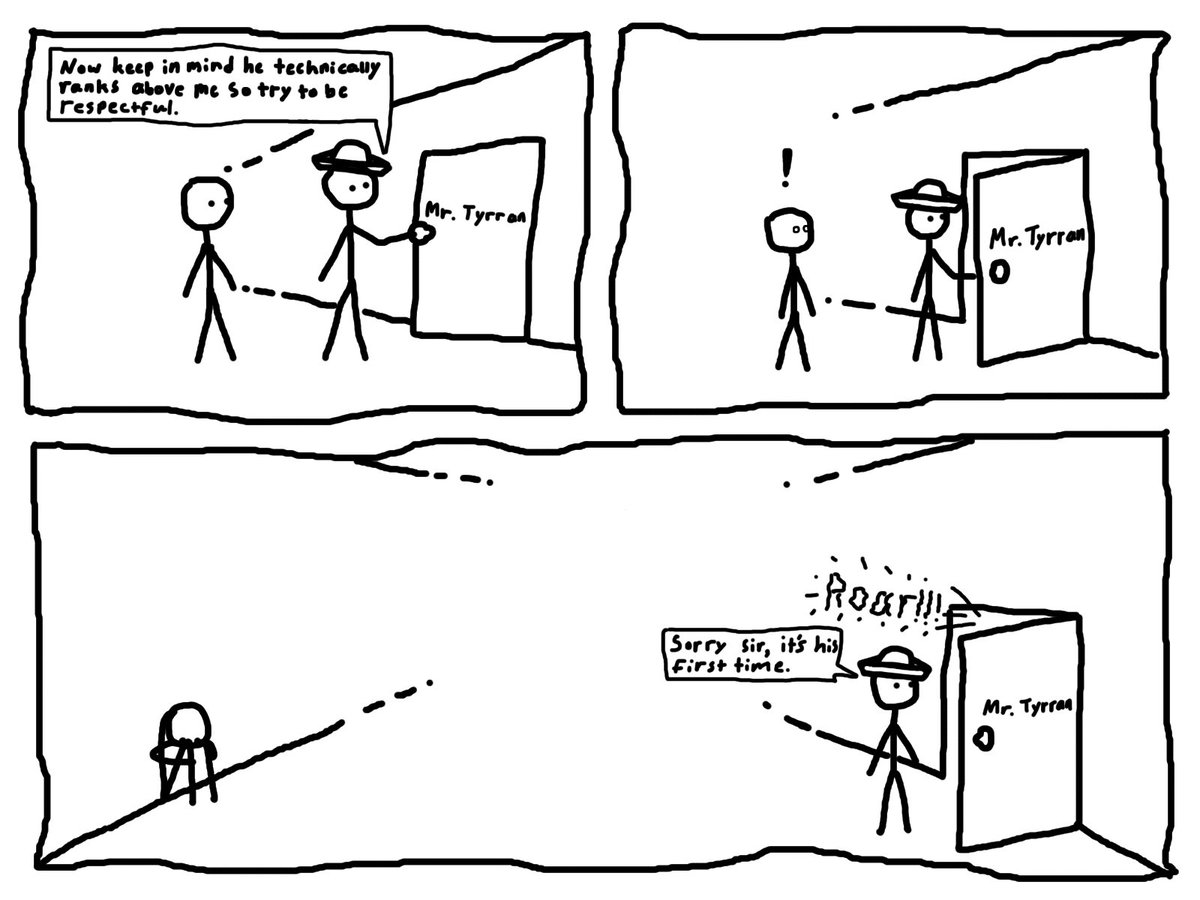 Now keep in mind he technically
ranks above me so try to be
respectful.
Mr. Tyrran
!
Mr. Tyrran
Roar!!!
Sorry sir, it's his
first time.
Mr. Tyrran